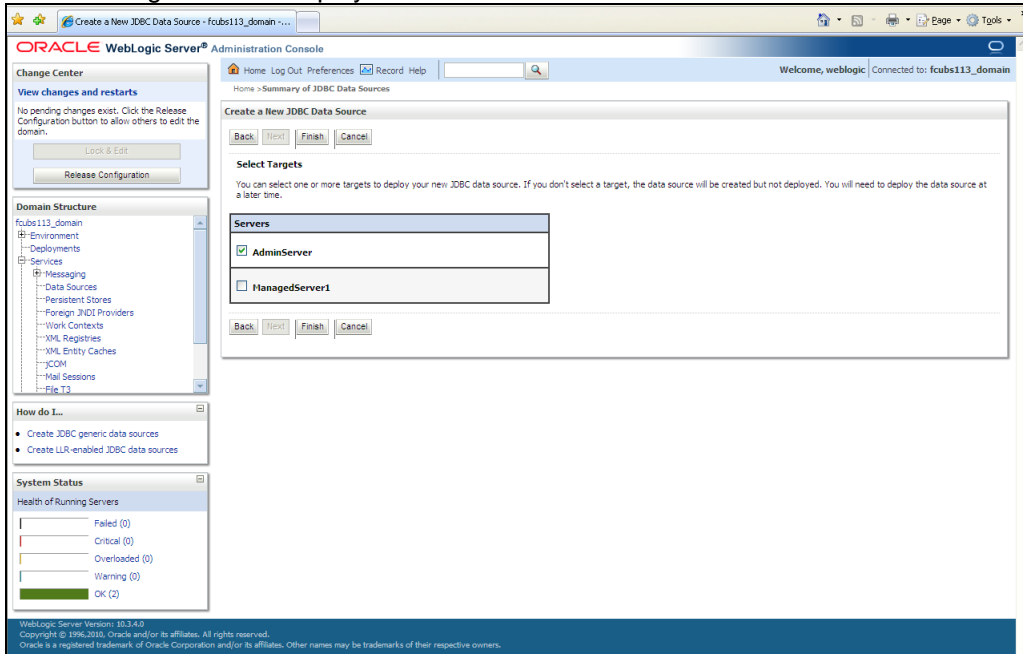 Create a New JDBC Data Source - fcubs113_domain -...
Page
Tools
ORACLE WebLogic Server® Administration Console
Change Center
View changes and restarts
No pending changes exist. Click the Release
Configuration button to allow others to edit the
domain.
Lock & Edit
Release Configuration
Domain Structure
fcubs113_domain
Environment
Deployments
Services
Messaging
Data Sources
Persistent Stores
Foreign JNDI Providers
Work Contexts
XML Registries
XML Entity Caches
jCOM
Mail Sessions
File T3
How do I...
Create JDBC generic data sources
Create LLR-enabled JDBC data sources
System Status
Health of Running Servers
Failed (0)
Critical (0)
Overloaded (0)
Warning (0)
OK (2)
Home Log Out Preferences Record Help
Welcome, weblogic Connected to: fcubs113_domain
Home >Summary of JDBC Data Sources
Create a New JDBC Data Source
Back Next Finish Cancel
Select Targets
You can select one or more targets to deploy your new JDBC data source. If you don't select a target, the data source will be created but not deployed. You will need to deploy the data source at
a later time.
Servers
AdminServer
ManagedServer1
Back Next Finish Cancel
WebLogic Server Version: 10.3.4.0
Copyright © 1996,2010, Oracle and/or its affiliates. All rights reserved.
Oracle is a registered trademark of Oracle Corporation and/or its affiliates. Other names may be trademarks of their respective owners.